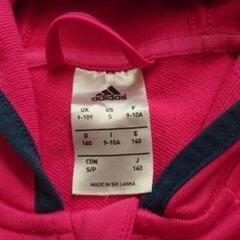 adidas
UK US F
9-10Y S 9-10A
D I E
140 9-10A 140
CDN J
S/P 140
MADE IN SRI LANKA